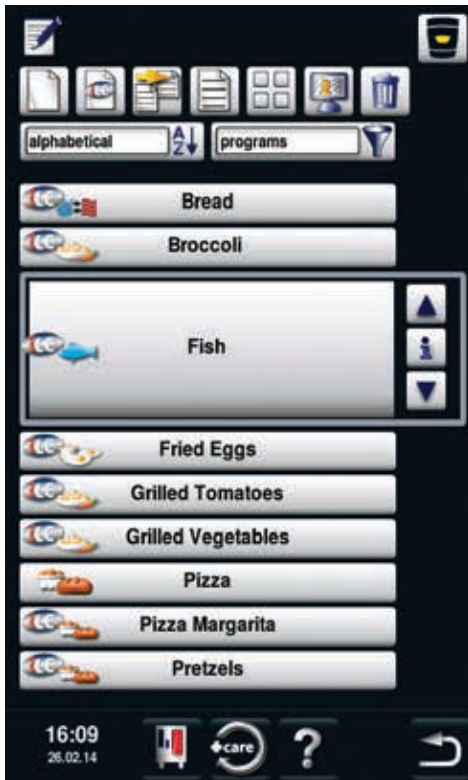 alphabetical A Z programs
Bread
Broccoli
Fish
i
Fried Eggs
Grilled Tomatoes
Grilled Vegetables
Pizza
Pizza Margarita
Pretzels
16:09
26.02.14
care
?